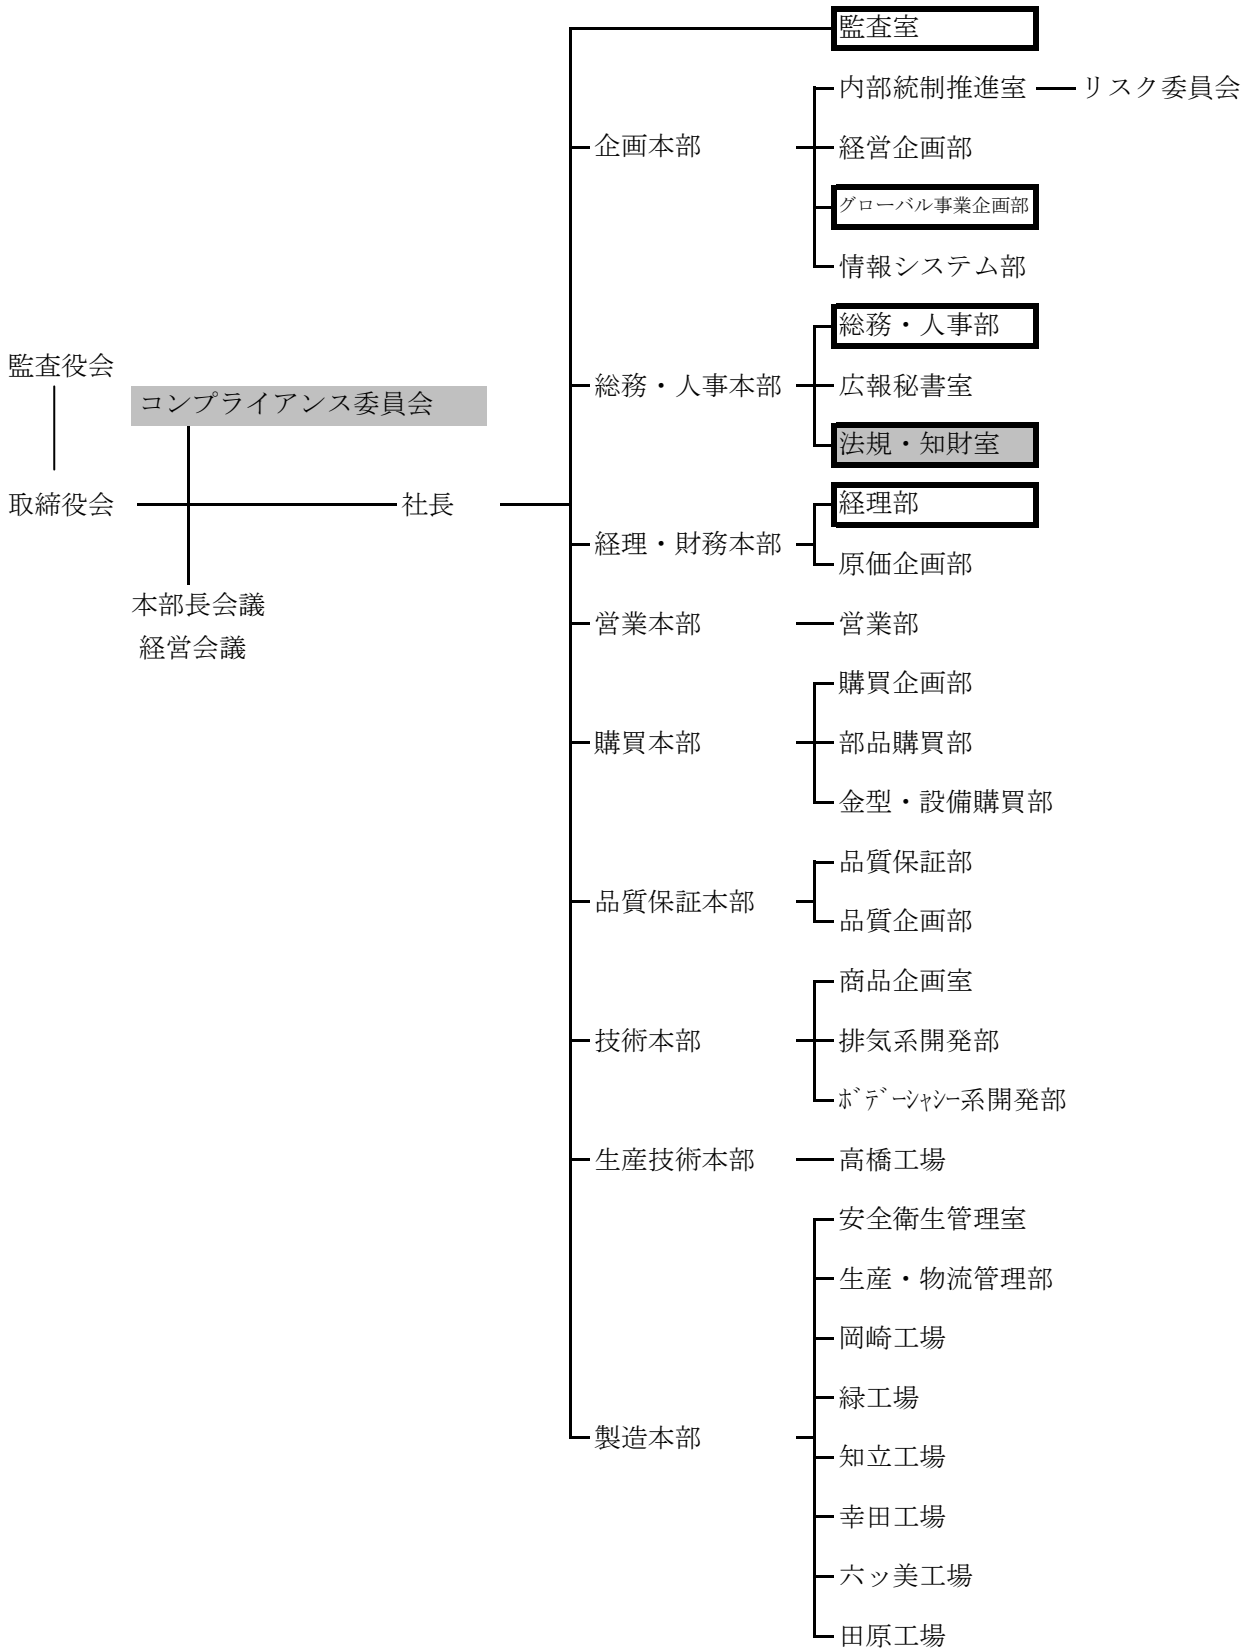 監査室
内部統制推進室
リスク委員会
企画本部
経営企画部
グローバル事業企画部
情報システム部
総務・人事部
監査役会
総務・人事本部
広報秘書室
コンプライアンス委員会
法規・知財室
取締役会
社長
経理部
経理・財務本部
原価企画部
本部長会議
経営会議
営業本部
営業部
購買企画部
購買本部
部品購買部
金型・設備購買部
品質保証部
品質保証本部
品質企画部
商品企画室
技術本部
排気系開発部
ﾎﾞﾃﾞｰｼｬｼｰ系開発部
生産技術本部
高橋工場
安全衛生管理室
生産・物流管理部
岡崎工場
緑工場
製造本部
知立工場
幸田工場
六ッ美工場
田原工場